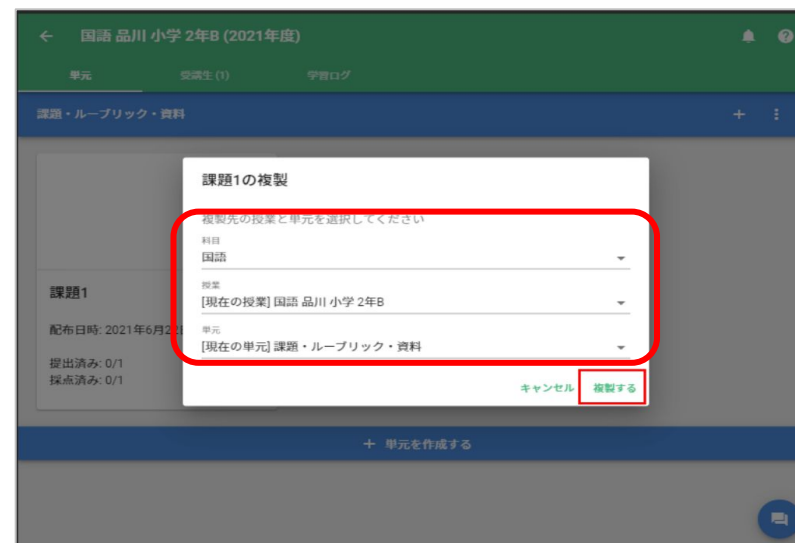 国語 品川 小学 2年B (2021年度)
単元 受講生 (1) 学習ログ
課題・ルーブリック・資料
課題1の複製
複製先の授業と単元を選択してください
科目
国語
授業
[現在の授業] 国語 品川 小学 2年B
単元
[現在の単元] 課題・ルーブリック・資料
キャンセル 複製する
課題1
配布日時: 2021年6月22日
提出済み: 0/1
採点済み: 0/1
+ 単元を作成する